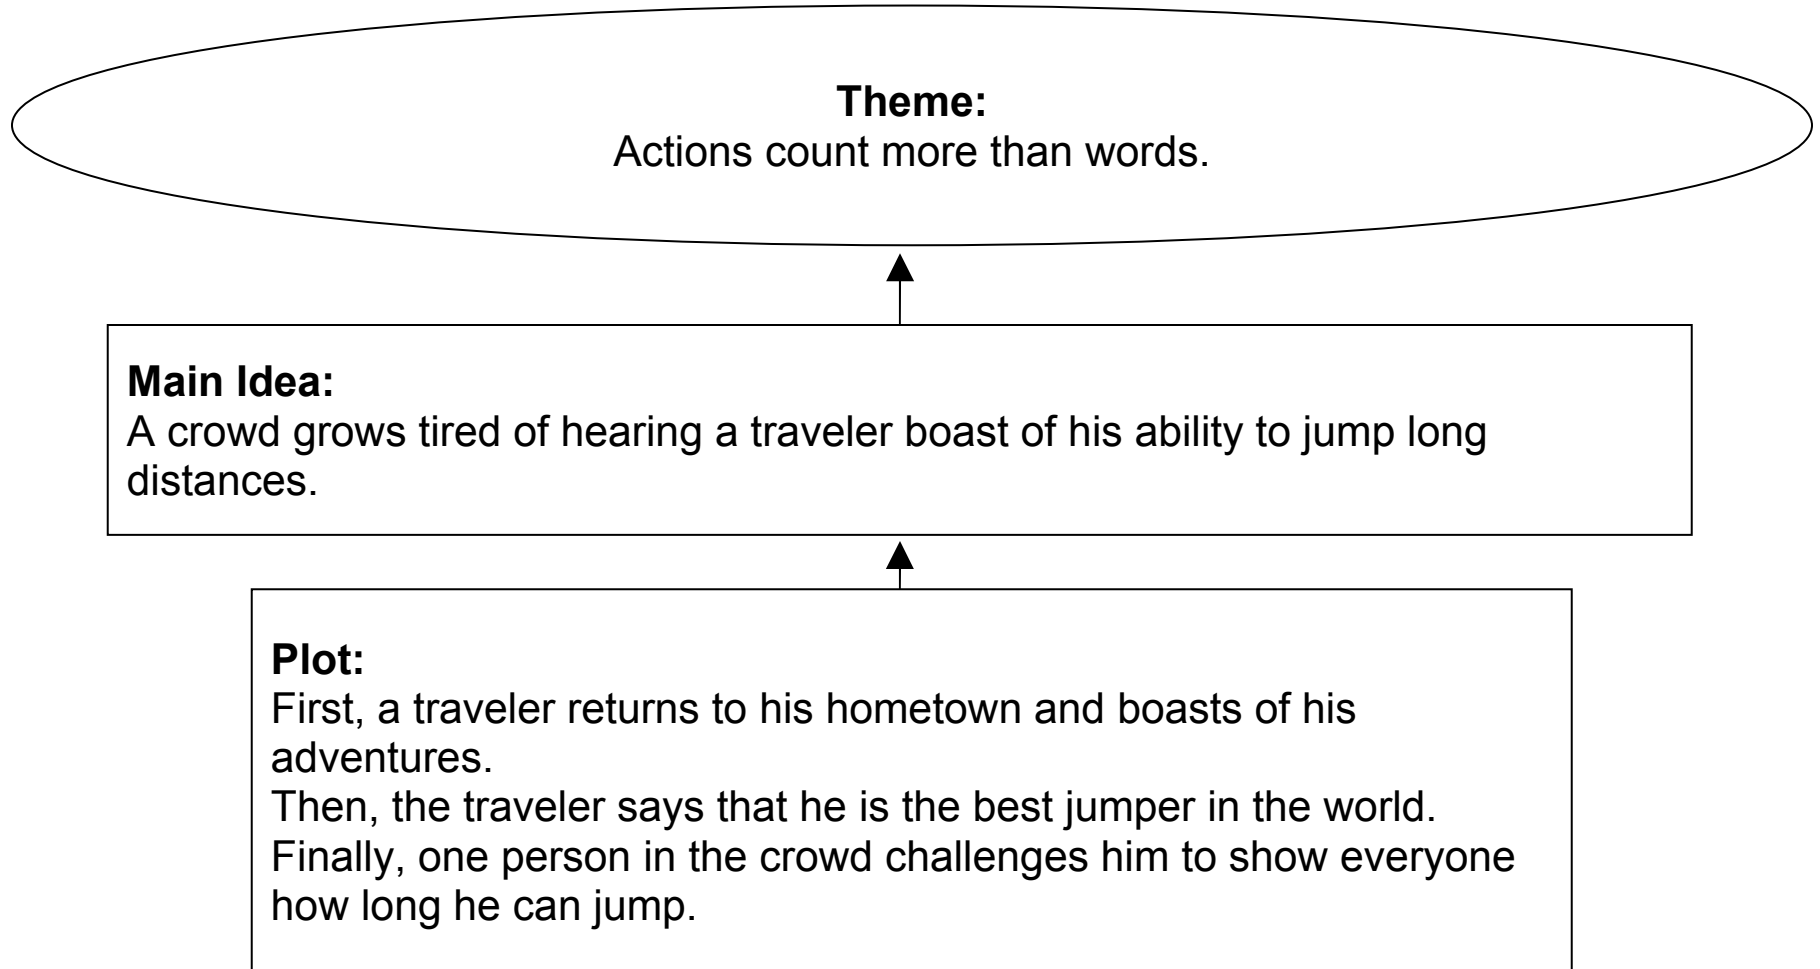 Theme:
Actions count more than words.
Main Idea:
A crowd grows tired of hearing a traveler boast of his ability to jump long
distances.
Plot:
First, a traveler returns to his hometown and boasts of his
adventures.
Then, the traveler says that he is the best jumper in the world.
Finally, one person in the crowd challenges him to show everyone
how long he can jump.